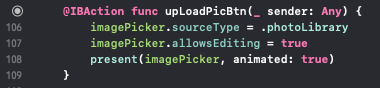 @IBAction func upLoadPicBtn(_ sender: Any) {
106 imagePicker.sourceType = .photoLibrary
107 imagePicker.allowsEditing = true
108 present(imagePicker, animated: true)
109 }